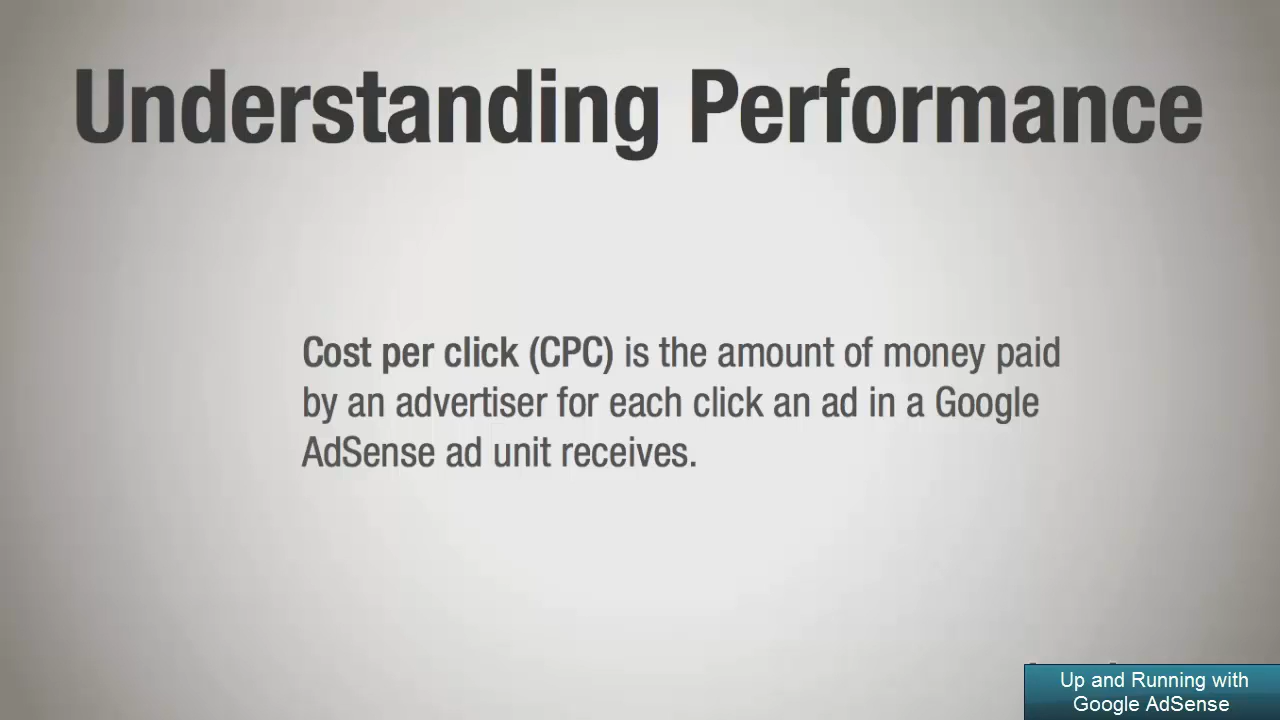 Understanding Performance
Cost per click (CPC) is the amount of money paid
by an advertiser for each click an ad in a Google
AdSense ad unit receives.
Up and Running with
Google AdSense